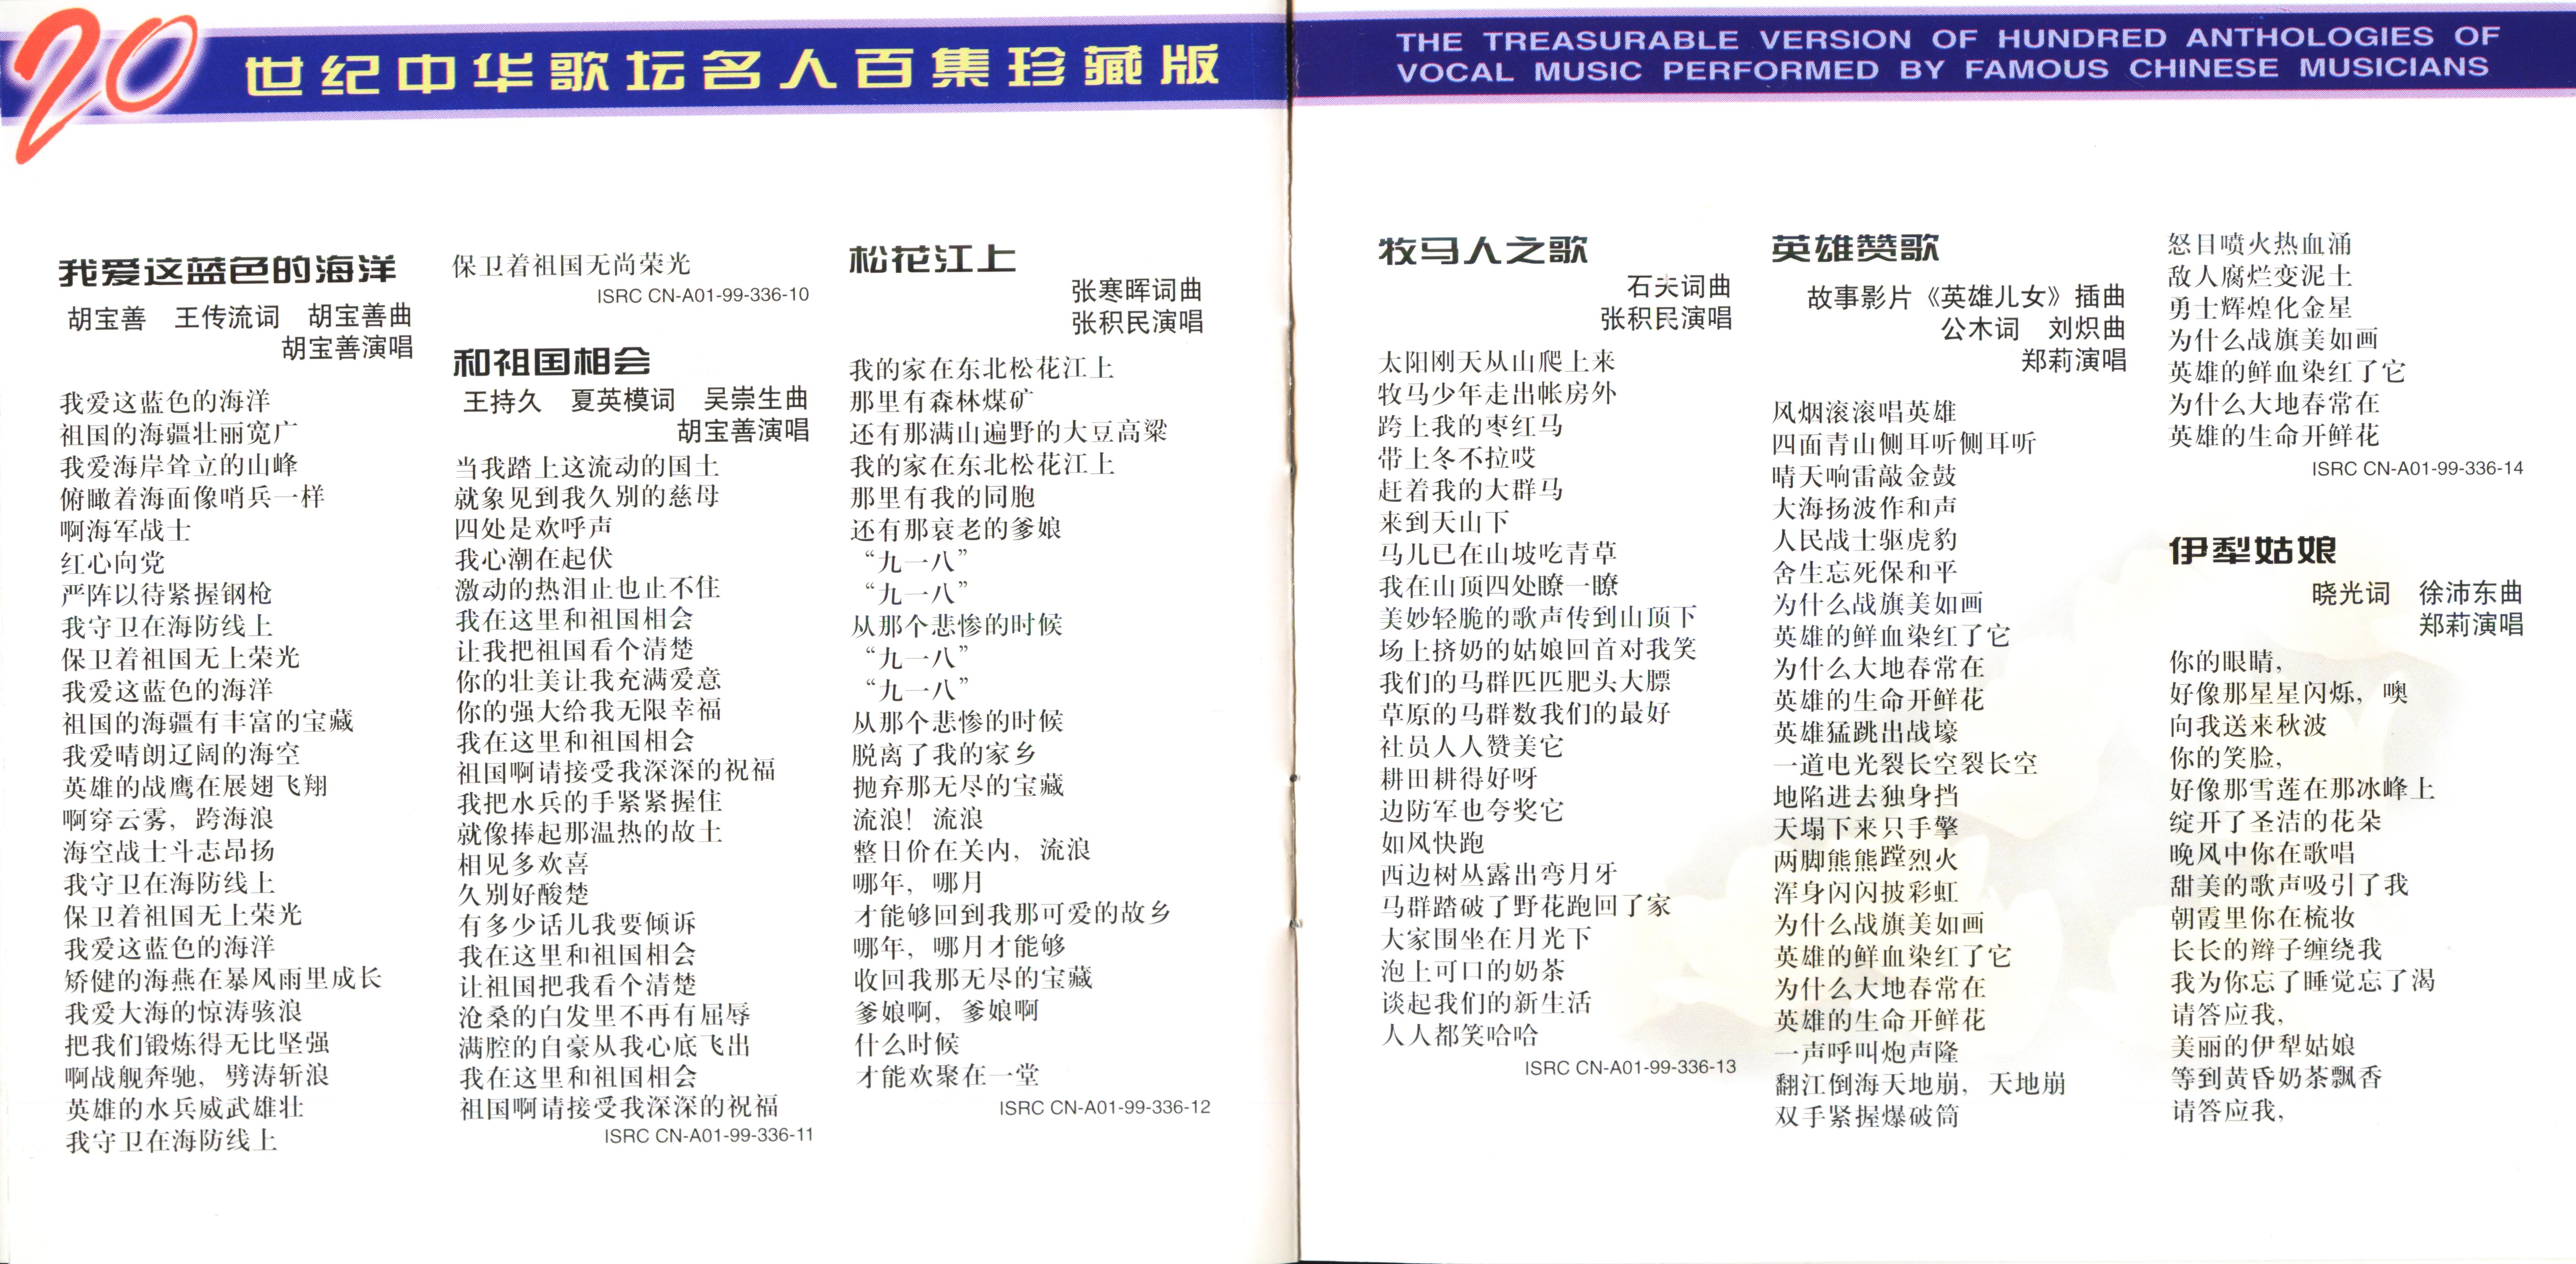 20世纪中华歌坛名人百集珍藏版
THE TREASURABLE VERSION OF HUNDRED ANTHOLOGIES OF
VOCAL MUSIC PERFORMED BY FAMOUS CHINESE MUSICIANS
我爱这蓝色的海洋
胡宝善 王传流词 胡宝善曲
胡宝善演唱
我爱这蓝色的海洋
祖国的海疆壮丽宽广
我爱海岸耸立的山峰
俯瞰着海面像哨兵一样
啊海军战士
红心向党
严阵以待紧握钢枪
我守卫在海防线上
保卫着祖国无上荣光
我爱这蓝色的海洋
祖国的海疆有丰富的宝藏
我爱晴朗辽阔的海空
英雄的战鹰在展翅飞翔
啊穿云雾，跨海浪
海空战士斗志昂扬
我守卫在海防线上
保卫着祖国无上荣光
我爱这蓝色的海洋
矫健的海燕在暴风雨里成长
我爱大海的惊涛骇浪
把我们锻炼得无比坚强
啊战舰奔驰，劈涛斩浪
英雄的水兵威武雄壮
我守卫在海防线上
保卫着祖国无尚荣光
ISRC CN-A01-99-336-10
和祖国相会
王持久 夏英模词 吴崇生曲
胡宝善演唱
当我踏上这流动的国土
就象见到我久别的慈母
四处是欢呼声
我心潮在起伏
激动的热泪止也止不住
我在这里和祖国相会
让我把祖国看个清楚
你的壮美让我充满爱意
你的强大给我无限幸福
我在这里和祖国相会
祖国啊请接受我深深的祝福
我把水兵的手紧紧握住
就像捧起那温热的故土
相见多欢喜
久别好酸楚
有多少话儿我要倾诉
我在这里和祖国相会
让祖国把我看个清楚
沧桑的白发里不再有屈辱
满腔的自豪从我心底飞出
我在这里和祖国相会
祖国啊请接受我深深的祝福
ISRC CN-A01-99-336-11
松花江上
张寒晖词曲
张积民演唱
我的家在东北松花江上
那里有森林煤矿
还有那满山遍野的大豆高粱
我的家在东北松花江上
那里有我的同胞
还有那衰老的爹娘
“九一八”
“九一八”
从那个悲惨的时候
“九一八”
“九一八”
从那个悲惨的时候
脱离了我的家乡
抛弃那无尽的宝藏
流浪！流浪
整日价在关内，流浪
哪年，哪月
才能够回到我那可爱的故乡
哪年，哪月才能够
收回我那无尽的宝藏
爹娘啊，爹娘啊
什么时候
才能欢聚在一堂
ISRC CN-A01-99-336-12
牧马人之歌
石夫词曲
张积民演唱
太阳刚天从山爬上来
牧马少年走出帐房外
跨上我的枣红马
带上冬不拉哎
赶着我的大群马
来到天山下
马儿已在山坡吃青草
我在山顶四处瞭一瞭
美妙轻脆的歌声传到山顶下
场上挤奶的姑娘回首对我笑
我们的马群匹匹肥头大膘
草原的马群数我们的最好
社员人人赞美它
耕田耕得好呀
边防军也夸奖它
如风快跑
西边树丛露出弯月牙
马群踏破了野花跑回了家
大家围坐在月光下
泡上可口的奶茶
谈起我们的新生活
人人都笑哈哈
ISRC CN-A01-99-336-13
英雄赞歌
故事影片《英雄儿女》插曲
公木词 刘炽曲
郑莉演唱
风烟滚滚唱英雄
四面青山侧耳听侧耳听
晴天响雷敲金鼓
大海扬波作和声
人民战士驱虎豹
舍生忘死保和平
为什么战旗美如画
英雄的鲜血染红了它
为什么大地春常在
英雄的生命开鲜花
英雄猛跳出战壕
一道电光裂长空裂长空
地陷进去独身挡
天塌下来只手擎
两脚熊熊蹚烈火
浑身闪闪披彩虹
为什么战旗美如画
英雄的鲜血染红了它
为什么大地春常在
英雄的生命开鲜花
一声呼叫炮声隆
翻江倒海天地崩，天地崩
双手紧握爆破筒
怒目喷火热血涌
敌人腐烂变泥土
勇士辉煌化金星
为什么战旗美如画
英雄的鲜血染红了它
为什么大地春常在
英雄的生命开鲜花
ISRC CN-A01-99-336-14
伊犁姑娘
晓光词 徐沛东曲
郑莉演唱
你的眼睛，
好像那星星闪烁，噢
向我送来秋波
你的笑脸，
好像那雪莲在那冰峰上
绽开了圣洁的花朵
晚风中你在歌唱
甜美的歌声吸引了我
朝霞里你在梳妆
长长的辫子缠绕我
我为你忘了睡觉忘了渴
请答应我，
美丽的伊犁姑娘
等到黄昏奶茶飘香
请答应我，